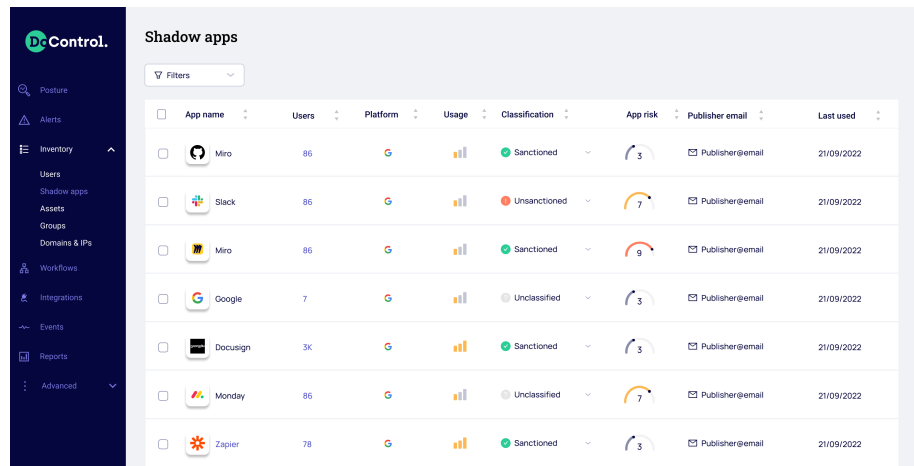 DoControl.
Posture
Alerts
Inventory
Users
Shadow apps
Assets
Groups
Domains & IPs
Workflows
Integrations
Events
Reports
Advanced
Shadow apps
Filters
App name Users Platform Usage Classification App risk Publisher email Last used
Miro 86 Sanctioned 3 Publisher@email 21/09/2022
Slack 86 Unsanctioned 7 Publisher@email 21/09/2022
Miro 86 Sanctioned 9 Publisher@email 21/09/2022
Google 7 Unclassified 3 Publisher@email 21/09/2022
Docusign 3K Sanctioned 3 Publisher@email 21/09/2022
Monday 86 Unclassified 7 Publisher@email 21/09/2022
Zapier 78 Sanctioned 3 Publisher@email 21/09/2022